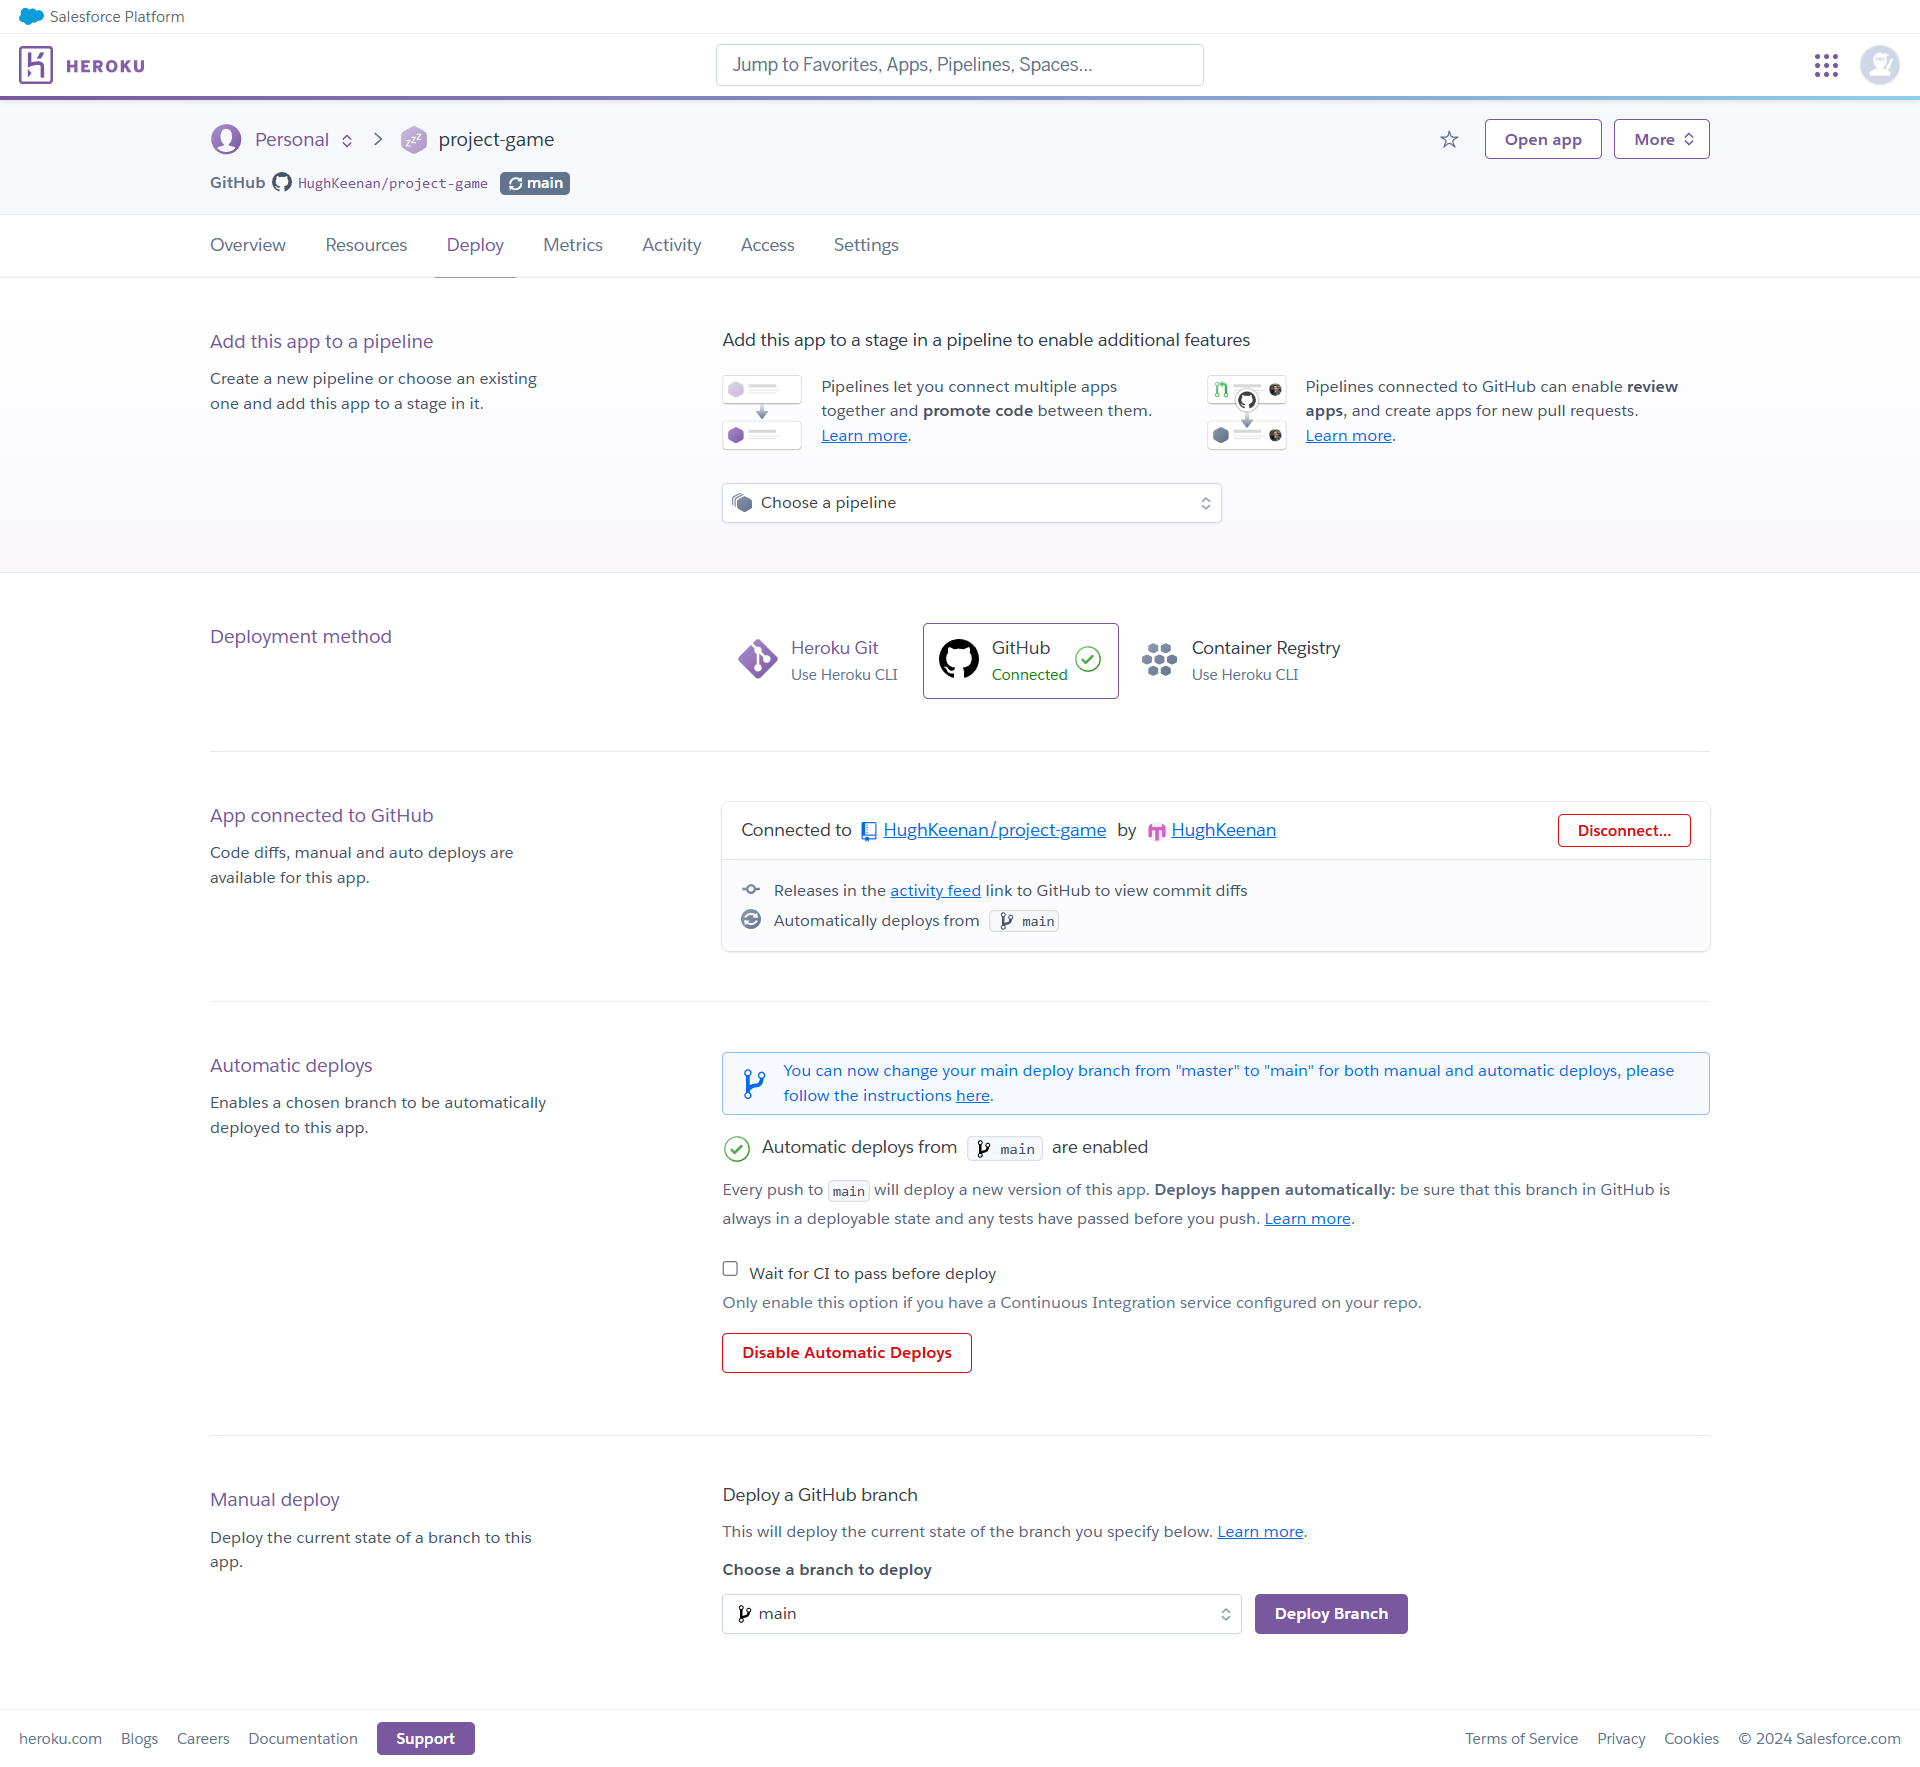 Salesforce Platform
HEROKU
Jump to Favorites, Apps, Pipelines, Spaces...
Personal
project-game
Open app
More
GitHub HughKeenan/project-game main
Overview Resources Deploy Metrics Activity Access Settings
Add this app to a pipeline
Create a new pipeline or choose an existing
one and add this app to a stage in it.
Add this app to a stage in a pipeline to enable additional features
Pipelines let you connect multiple apps
together and promote code between them.
Learn more.
Pipelines connected to GitHub can enable review
apps, and create apps for new pull requests.
Learn more.
Choose a pipeline
Deployment method
Heroku Git
Use Heroku CLI
GitHub
Connected
Container Registry
Use Heroku CLI
App connected to GitHub
Code diffs, manual and auto deploys are
available for this app.
Connected to HughKeenan/project-game by HughKeenan
Disconnect...
Releases in the activity feed link to GitHub to view commit diffs
Automatically deploys from main
Automatic deploys
Enables a chosen branch to be automatically
deployed to this app.
You can now change your main deploy branch from "master" to "main" for both manual and automatic deploys, please
follow the instructions here.
Automatic deploys from main are enabled
Every push to main will deploy a new version of this app. Deploys happen automatically: be sure that this branch in GitHub is
always in a deployable state and any tests have passed before you push. Learn more.
Wait for CI to pass before deploy
Only enable this option if you have a Continuous Integration service configured on your repo.
Disable Automatic Deploys
Manual deploy
Deploy the current state of a branch to this
app.
Deploy a GitHub branch
This will deploy the current state of the branch you specify below. Learn more.
Choose a branch to deploy
main
Deploy Branch
heroku.com Blogs Careers Documentation Support
Terms of Service Privacy Cookies © 2024 Salesforce.com